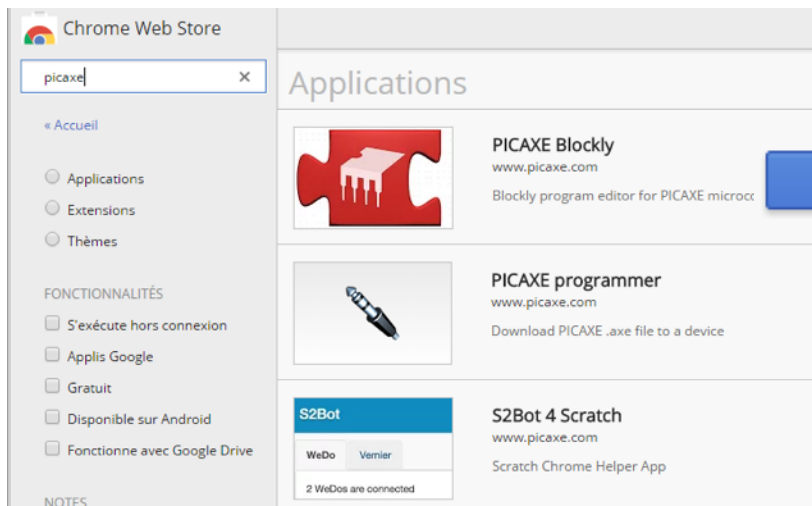 Chrome Web Store
picaxe
« Accueil
Applications
Extensions
Thèmes
FONCTIONNALITÉS
S'exécute hors connexion
Applis Google
Gratuit
Disponible sur Android
Fonctionne avec Google Drive
NOTES
Applications
PICAXE Blockly
www.picaxe.com
Blockly program editor for PICAXE
PICAXE programmer
www.picaxe.com
Download PICAXE .axe file to a device
S2Bot
WeDo Vernier
2 WeDos are connected
S2Bot 4 Scratch
www.picaxe.com
Scratch Chrome Helper App